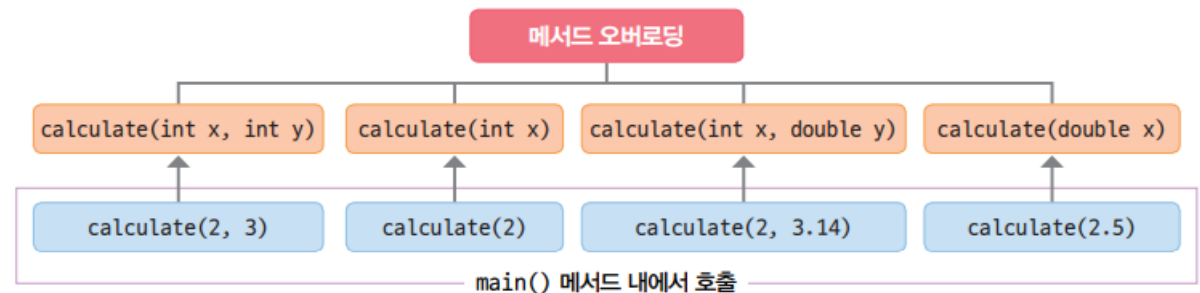 메서드 오버로딩
calculate(int x, int y) calculate(int x) calculate(int x, double y) calculate(double x)
calculate(2, 3) calculate(2) calculate(2, 3.14) calculate(2.5)
main() 메서드 내에서 호출